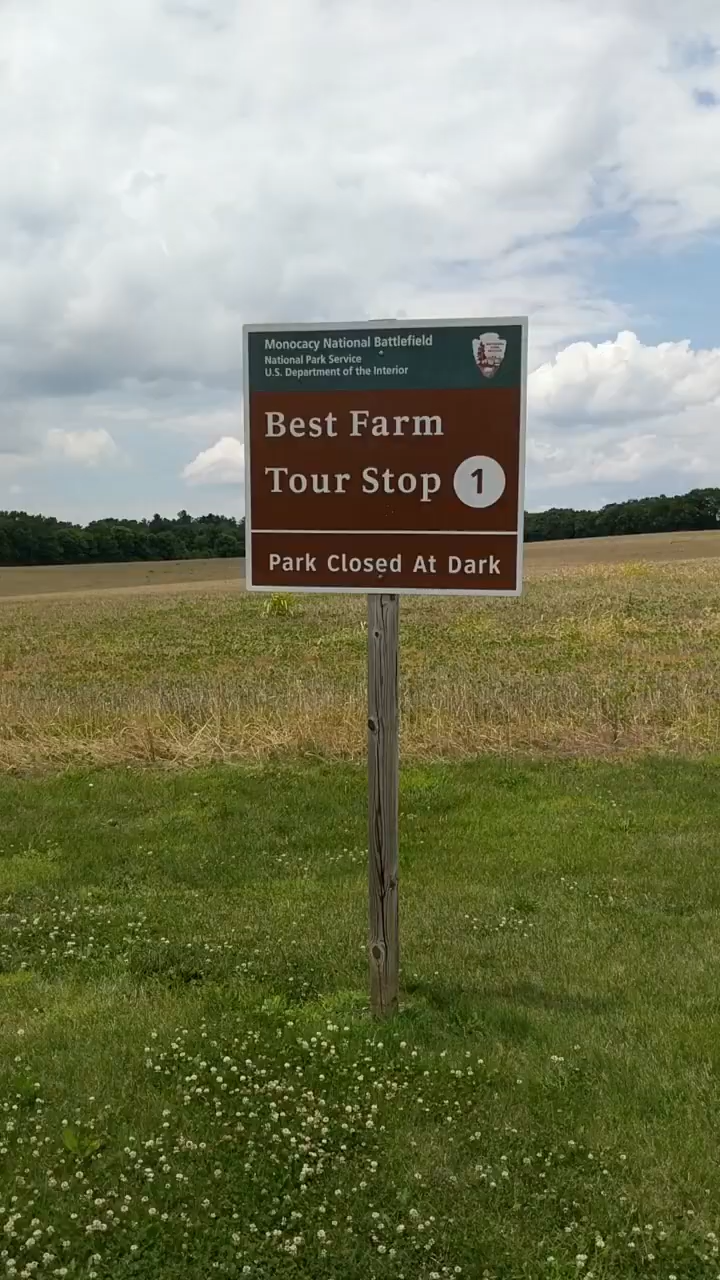 Monocacy National Battlefield
National Park Service
U.S. Department of the Interior
Best Farm
Tour Stop 1
Park Closed At Dark